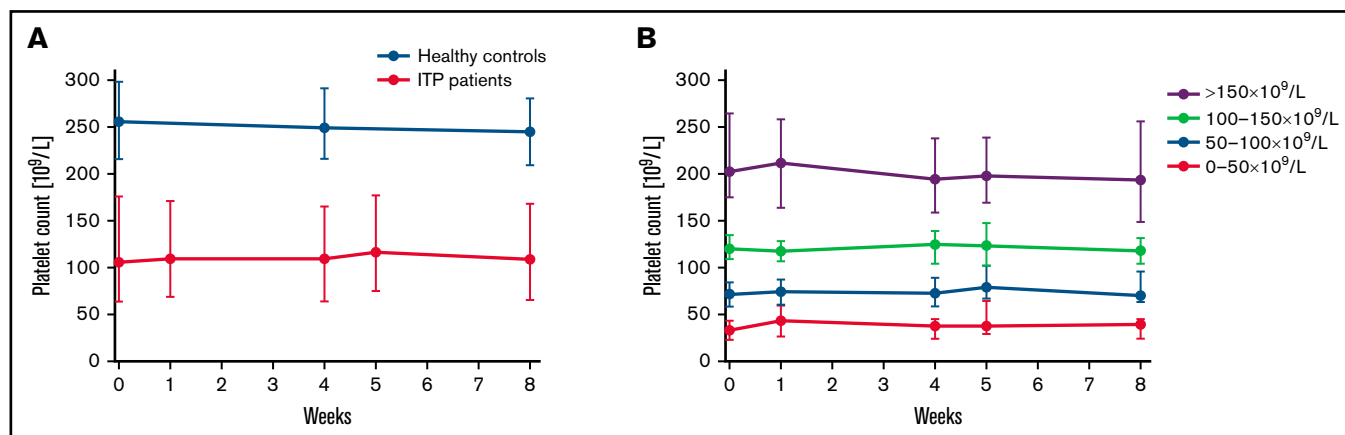 A
Healthy controls
ITP patients
Platelet count [10⁹/L]
300
250
200
150
100
50
0
0 1 2 3 4 5 6 7 8
Weeks
B
>150×10⁹/L
100–150×10⁹/L
50–100×10⁹/L
0–50×10⁹/L
Platelet count [10⁹/L]
300
250
200
150
100
50
0
0 1 2 3 4 5 6 7 8
Weeks